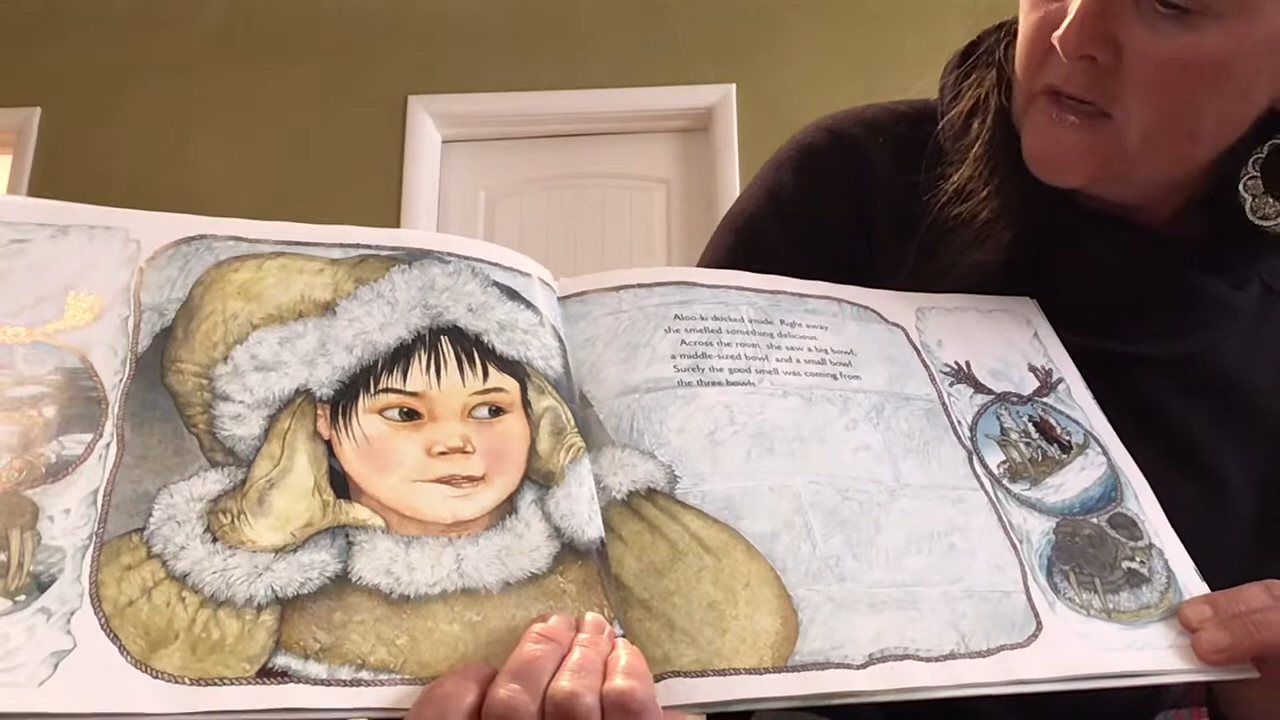 Aloo-ki ducked inside. Right away
she smelled something delicious.
Across the room, she saw a big bowl,
a middle-sized bowl, and a small bowl.
Surely the good smell was coming from
the three bowls.